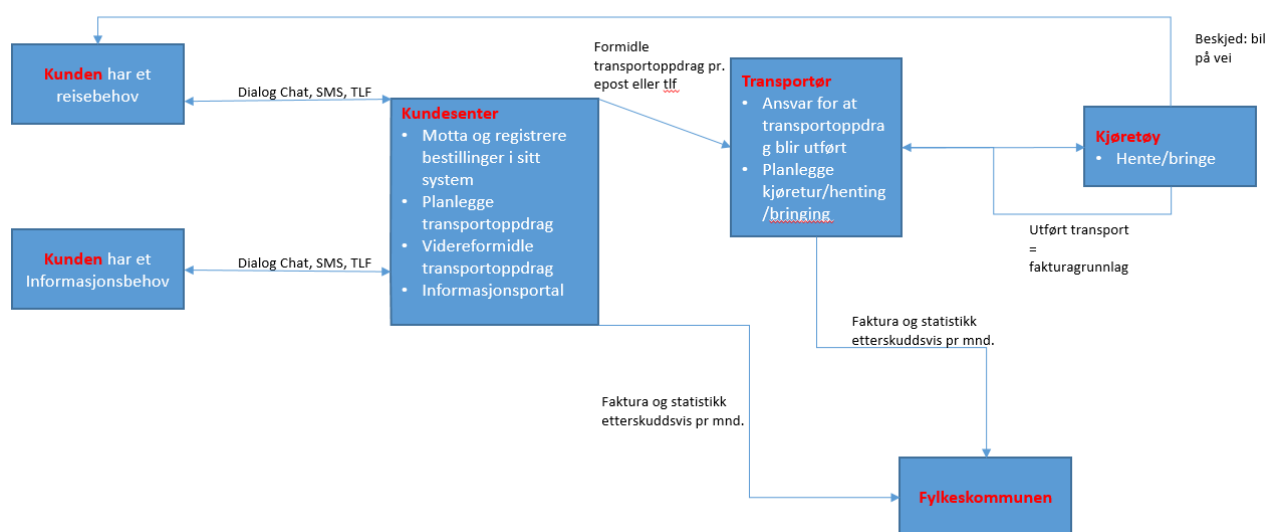 Kunden har et
reisebehov
Dialog Chat, SMS, TLF
Kunden har et
Informasjonsbehov
Dialog Chat, SMS, TLF
Kundesenter
• Motta og registrere
bestillinger i sitt
system
• Planlegge
transportoppdrag
• Videreformidle
transportoppdrag
• Informasjonsportal
Formidle
transportoppdrag pr.
epost eller tlf
Transportør
• Ansvar for at
transportoppdra
g blir utført
• Planlegge
kjøretur/henting
/bringing
Beskjed: bil
på vei
Kjøretøy
• Hente/bringe
Utført transport
=
fakturagrunnlag
Faktura og statistikk
etterskuddsvis pr mnd.
Faktura og statistikk
etterskuddsvis pr mnd.
Fylkeskommunen